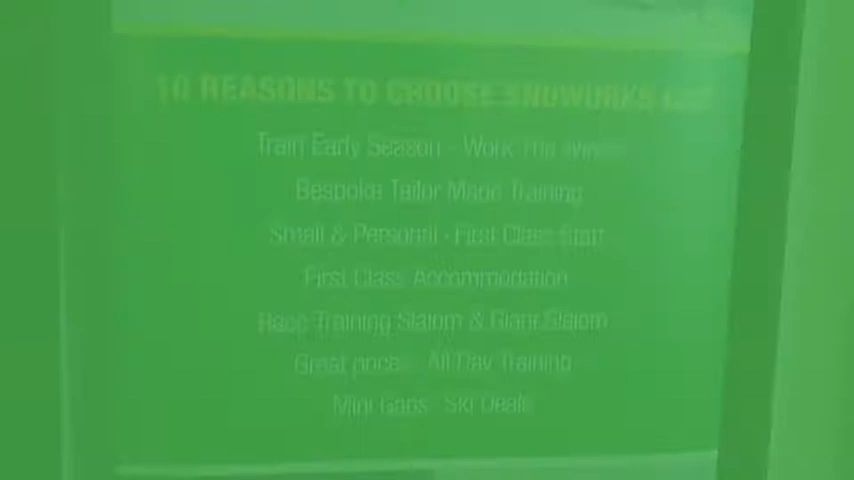 10 REASONS TO CHOOSE SNOWORKS GAP
Train Early Season - Work The Winter
Bespoke Tailor Made Training
Small & Personal - First Class Staff
First Class Accommodation
Race Training Slalom & Giant Slalom
Great prices - All Day Training
Mini Gaps - Ski Deals